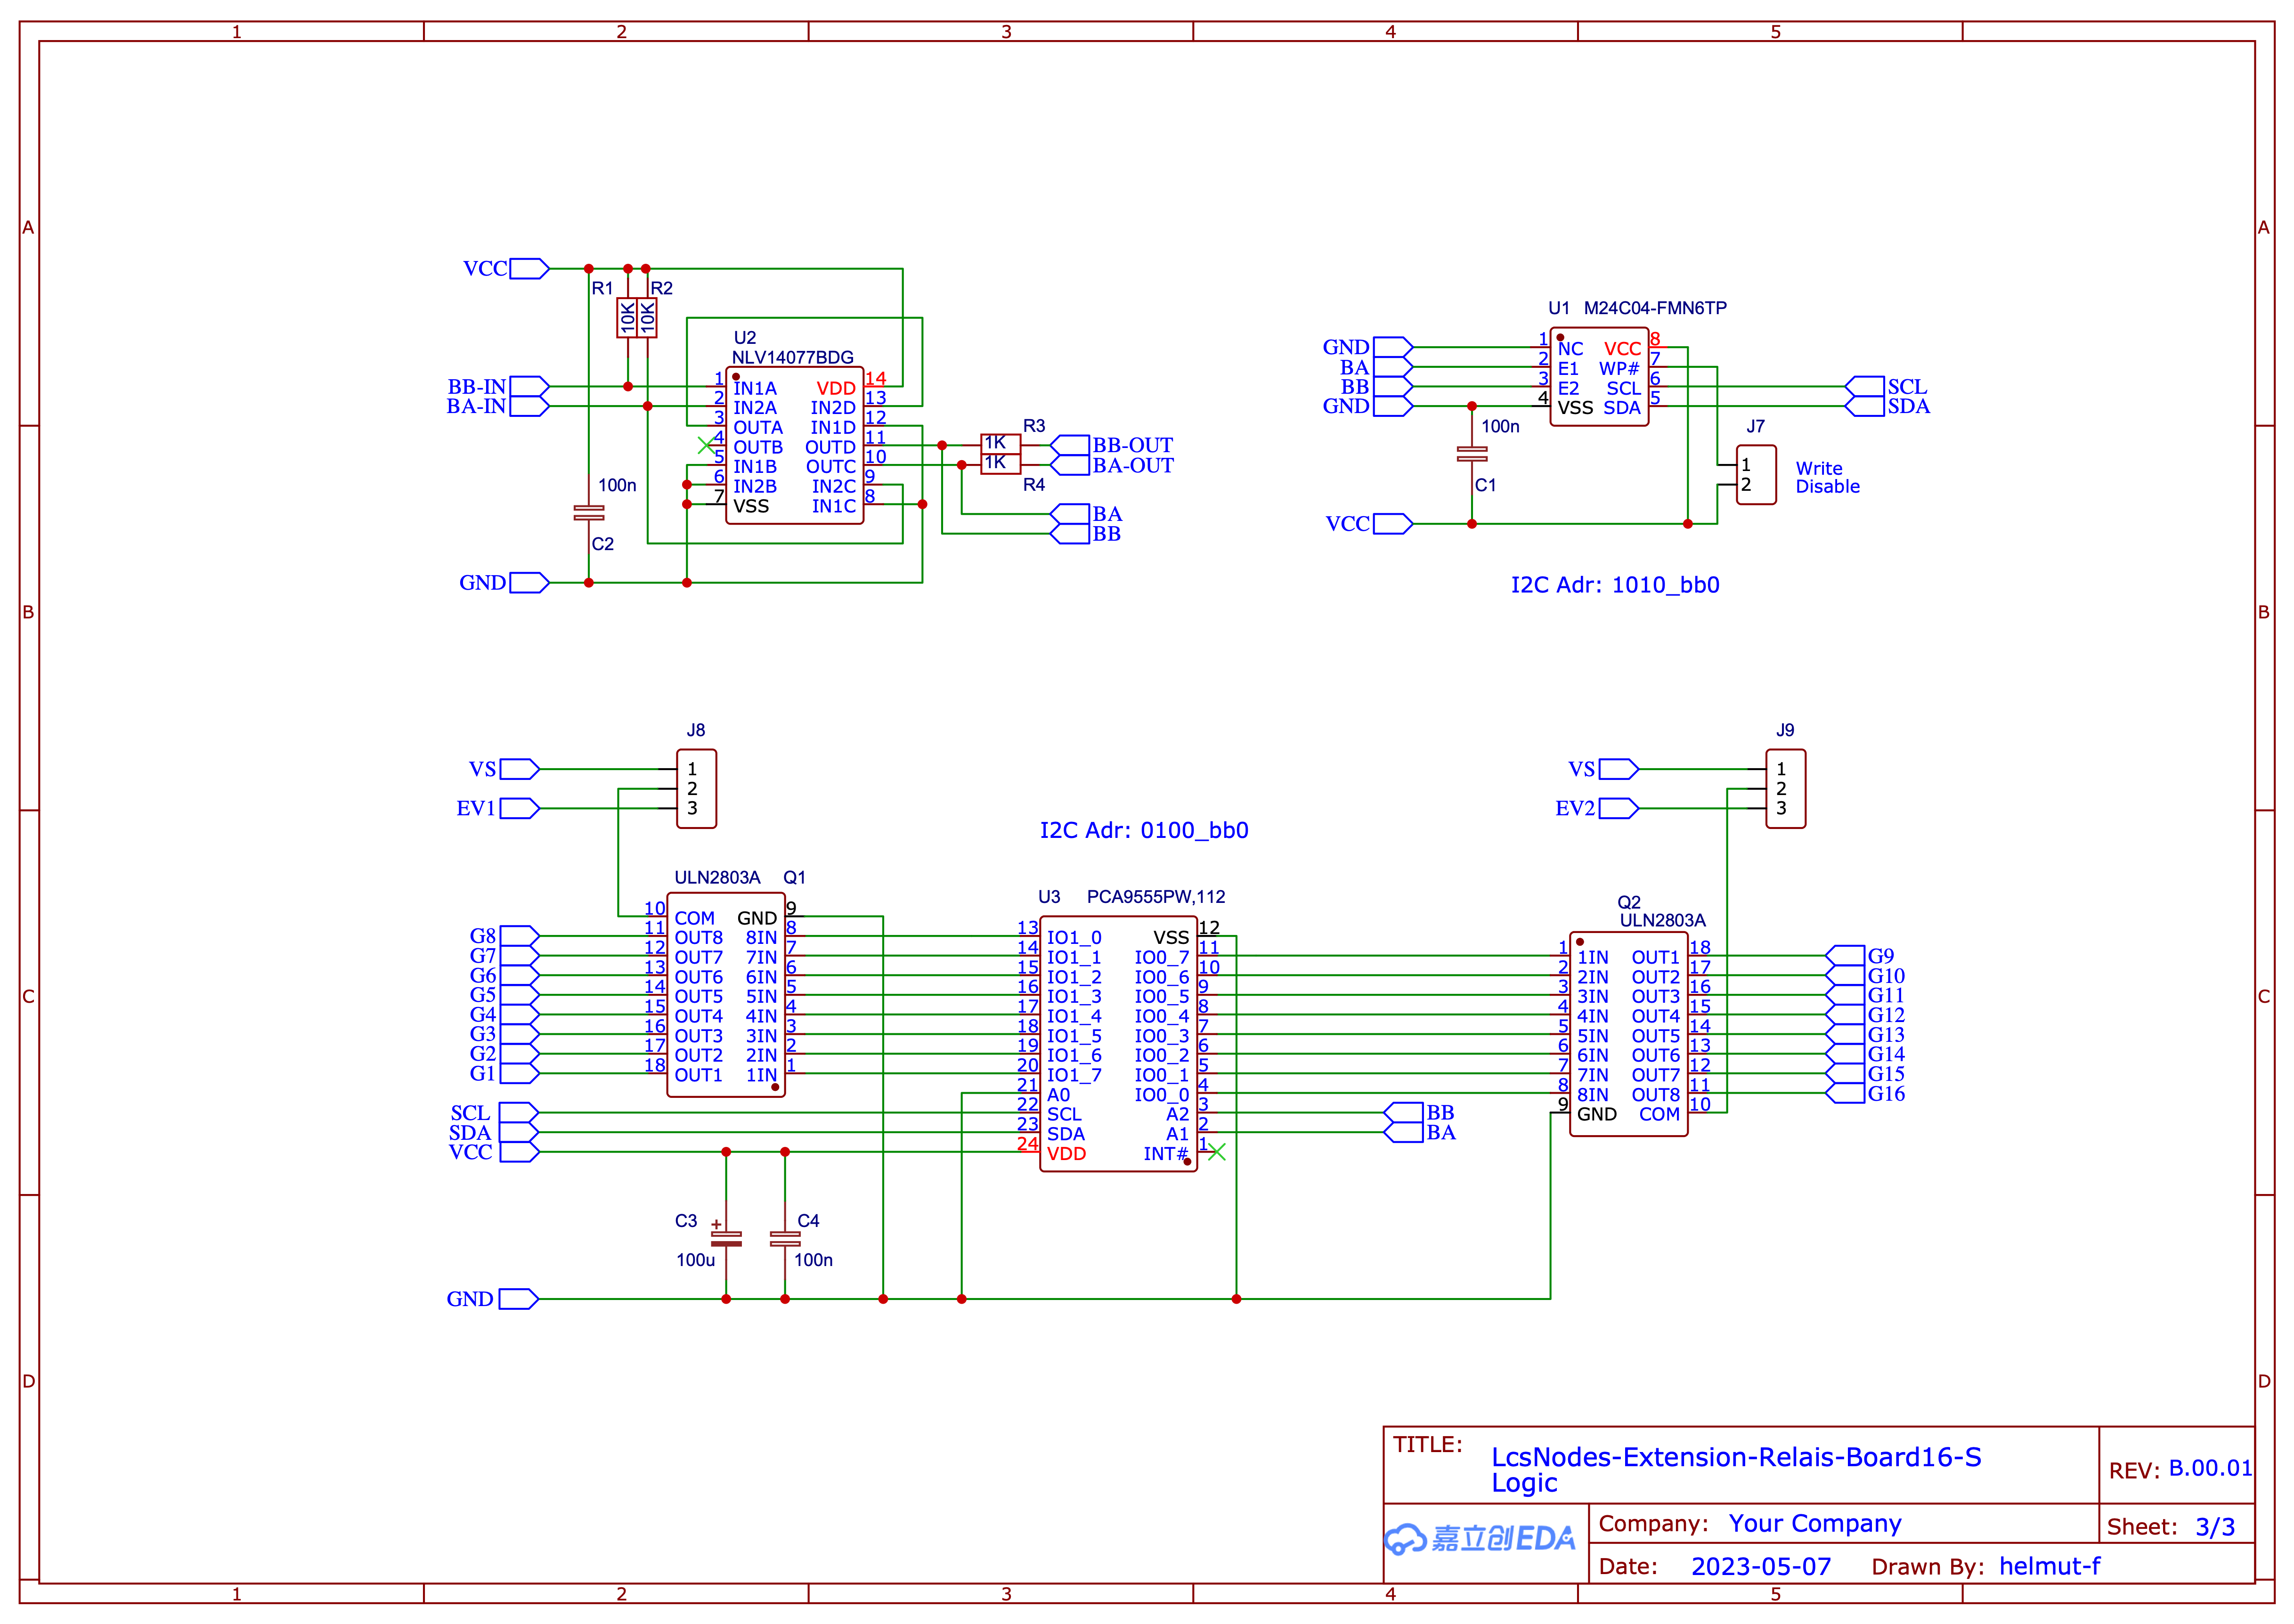 1 2 3 4 5
A A
VCC
R1 R2
10K 10K
U2
NLV14077BDG
BB-IN
BA-IN
1 IN1A VDD 14
2 IN2A IN2D 13
3 OUTA IN1D 12
4 OUTB OUTD 11
5 IN1B OUTC 10
6 IN2B IN2C 9
7 VSS IN1C 8
1K R3 BB-OUT
1K R4 BA-OUT
BA
BB
100n
C2
GND
U1 M24C04-FMN6TP
GND 1 NC VCC 8
BA 2 E1 WP# 7
BB 3 E2 SCL 6 SCL
GND 4 VSS SDA 5 SDA
100n
C1
J7
1
2
Write
Disable
VCC
I2C Adr: 1010_bb0
B B
J8
VS 1
2
EV1 3
J9
VS 1
2
EV2 3
I2C Adr: 0100_bb0
ULN2803A Q1
10 COM GND 9
G8 11 OUT8 8IN 8
G7 12 OUT7 7IN 7
G6 13 OUT6 6IN 6
G5 14 OUT5 5IN 5
G4 15 OUT4 4IN 4
G3 16 OUT3 3IN 3
G2 17 OUT2 2IN 2
G1 18 OUT1 1IN 1
SCL
SDA
VCC
U3 PCA9555PW,112
13 IO1_0 VSS 12
14 IO1_1 IO0_7 11
15 IO1_2 IO0_6 10
16 IO1_3 IO0_5 9
17 IO1_4 IO0_4 8
18 IO1_5 IO0_3 7
19 IO1_6 IO0_2 6
20 IO1_7 IO0_1 5
21 A0 IO0_0 4
22 SCL A2 3 BB
23 SDA A1 2 BA
24 VDD INT# 1
Q2
ULN2803A
1 1IN OUT1 18 G9
2 2IN OUT2 17 G10
3 3IN OUT3 16 G11
4 4IN OUT4 15 G12
5 5IN OUT5 14 G13
6 6IN OUT6 13 G14
7 7IN OUT7 12 G15
8 8IN OUT8 11 G16
9 GND COM 10
C C
C3 + C4
100u 100n
GND
D D
TITLE: LcsNodes-Extension-Relais-Board16-S
Logic
REV: B.00.01
嘉立创EDA
Company: Your Company
Sheet: 3/3
Date: 2023-05-07 Drawn By: helmut-f
1 2 3 4 5